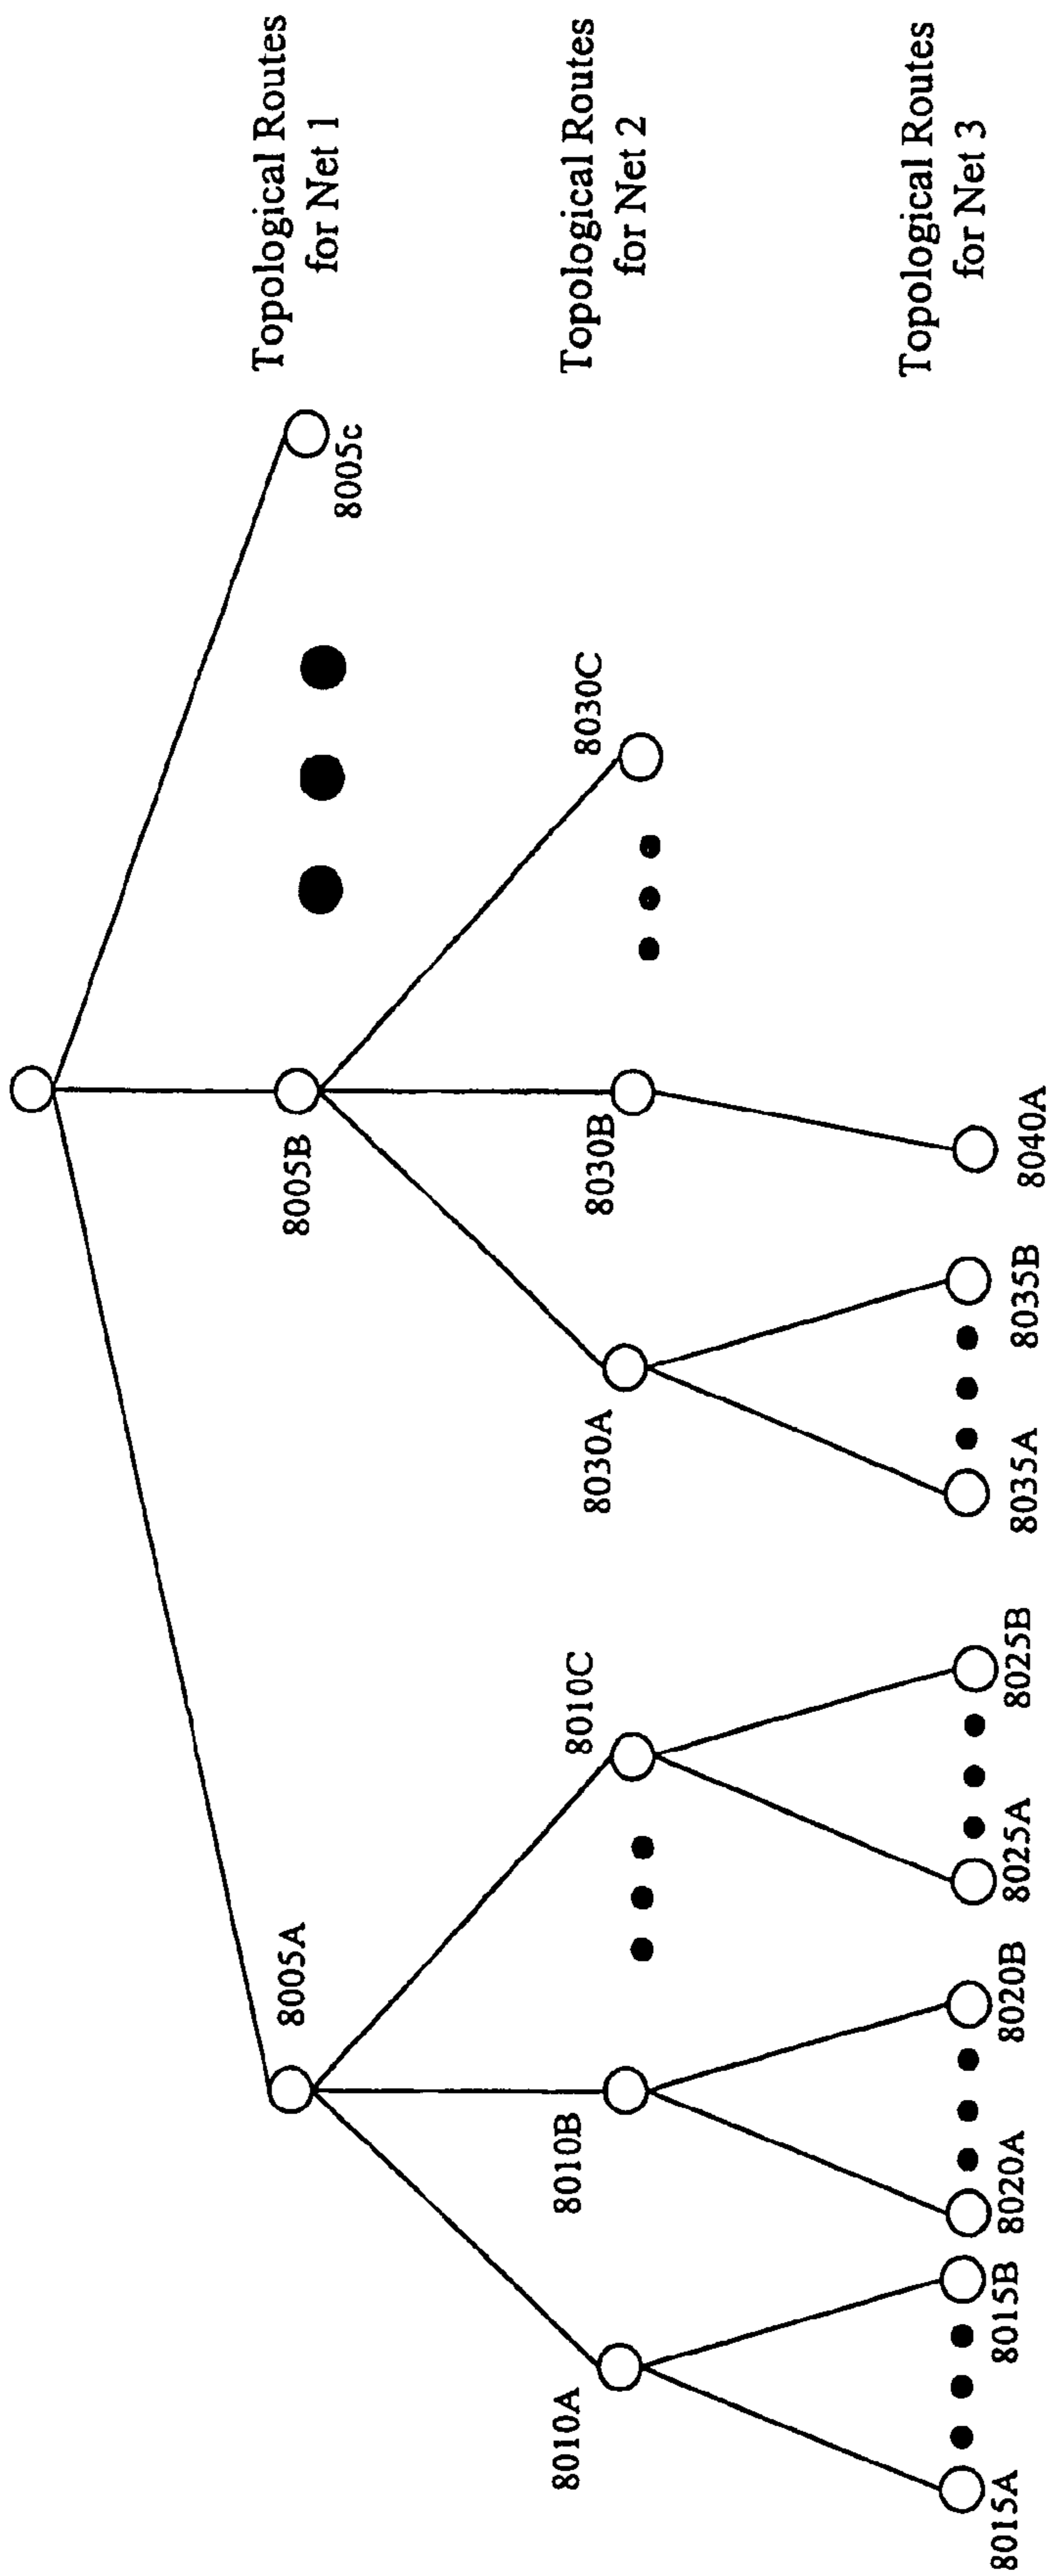 Topological Routes
for Net 1
8005A
8005B
8005c
Topological Routes
for Net 2
8010A
8010B
8010C
8030A
8030B
8030C
Topological Routes
for Net 3
8015A
8015B
8020A
8020B
8025A
8025B
8035A
8035B
8040A